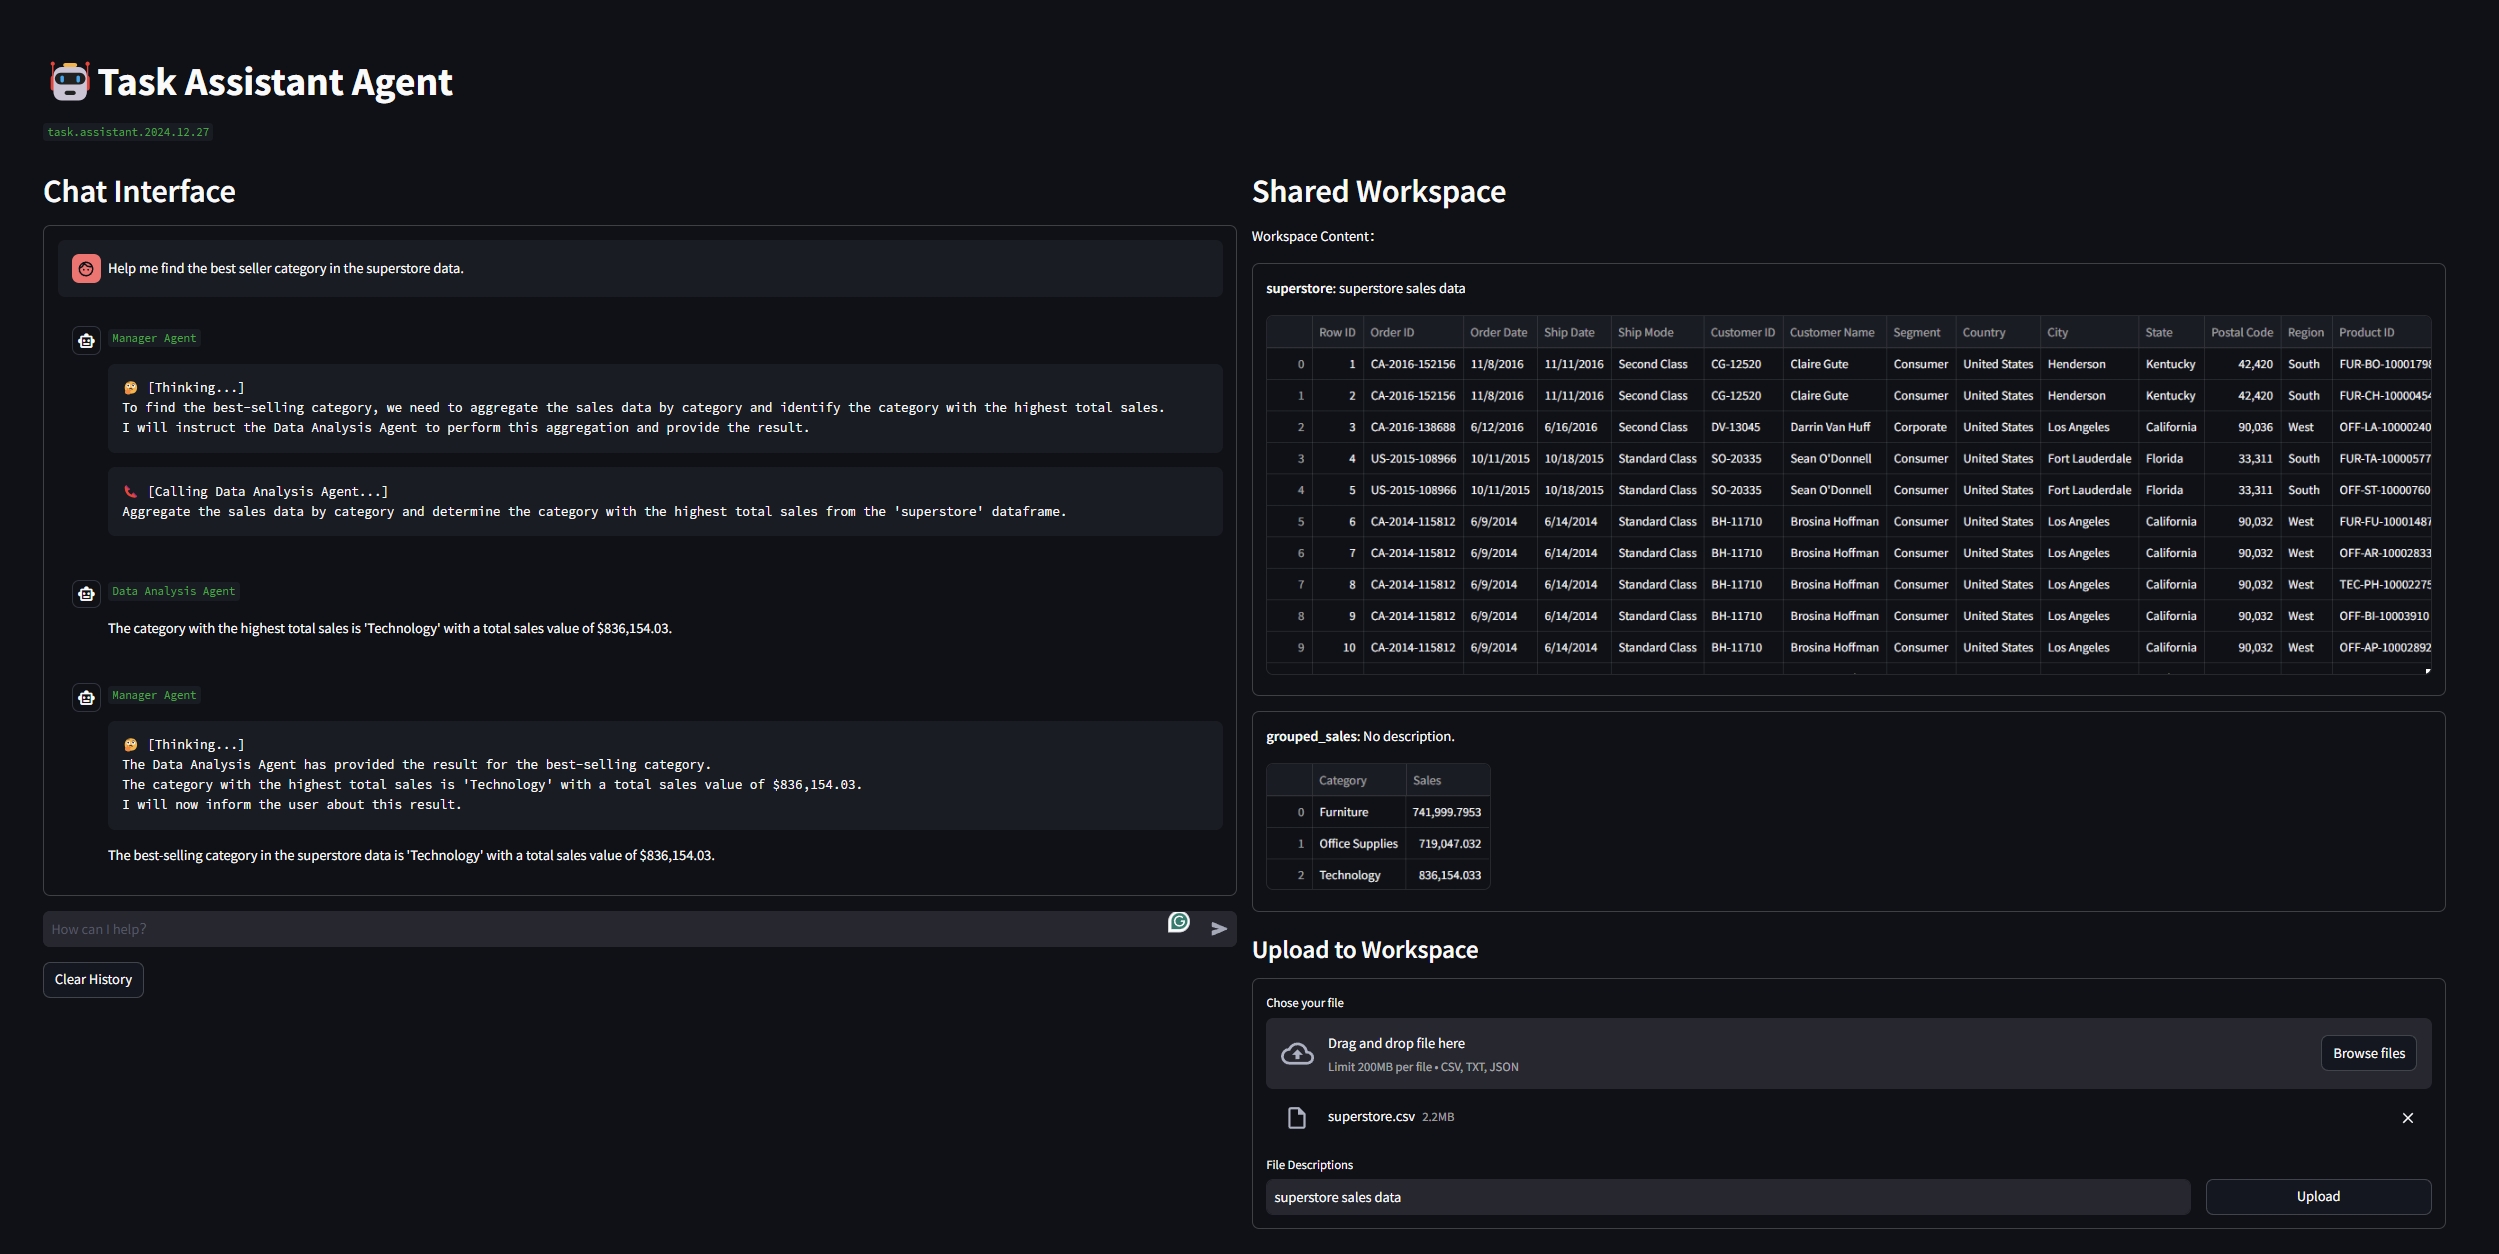 Task Assistant Agent
task.assistant.2024.12.27
Chat Interface
Help me find the best seller category in the superstore data.
Manager Agent
[Thinking...]
To find the best-selling category, we need to aggregate the sales data by category and identify the category with the highest total sales.
I will instruct the Data Analysis Agent to perform this aggregation and provide the result.
[Calling Data Analysis Agent...]
Aggregate the sales data by category and determine the category with the highest total sales from the 'superstore' dataframe.
Data Analysis Agent
The category with the highest total sales is 'Technology' with a total sales value of $836,154.03.
Manager Agent
[Thinking...]
The Data Analysis Agent has provided the result for the best-selling category.
The category with the highest total sales is 'Technology' with a total sales value of $836,154.03.
I will now inform the user about this result.
The best-selling category in the superstore data is 'Technology' with a total sales value of $836,154.03.
How can I help?
Clear History
Shared Workspace
Workspace Content:
superstore: superstore sales data
Row ID Order ID Order Date Ship Date Ship Mode Customer ID Customer Name Segment Country City State Postal Code Region Product ID
0 1 CA-2016-152156 11/8/2016 11/11/2016 Second Class CG-12520 Claire Gute Consumer United States Henderson Kentucky 42,420 South FUR-BO-10001798
1 2 CA-2016-152156 11/8/2016 11/11/2016 Second Class CG-12520 Claire Gute Consumer United States Henderson Kentucky 42,420 South FUR-CH-10000454
2 3 CA-2016-138688 6/12/2016 6/16/2016 Second Class DV-13045 Darrin Van Huff Corporate United States Los Angeles California 90,036 West OFF-LA-10000240
3 4 US-2015-108966 10/11/2015 10/18/2015 Standard Class SO-20335 Sean O'Donnell Consumer United States Fort Lauderdale Florida 33,311 South FUR-TA-10000577
4 5 US-2015-108966 10/11/2015 10/18/2015 Standard Class SO-20335 Sean O'Donnell Consumer United States Fort Lauderdale Florida 33,311 South OFF-ST-10000760
5 6 CA-2014-115812 6/9/2014 6/14/2014 Standard Class BH-11710 Brosina Hoffman Consumer United States Los Angeles California 90,032 West FUR-FU-10001487
6 7 CA-2014-115812 6/9/2014 6/14/2014 Standard Class BH-11710 Brosina Hoffman Consumer United States Los Angeles California 90,032 West OFF-AR-10002833
7 8 CA-2014-115812 6/9/2014 6/14/2014 Standard Class BH-11710 Brosina Hoffman Consumer United States Los Angeles California 90,032 West TEC-PH-10002275
8 9 CA-2014-115812 6/9/2014 6/14/2014 Standard Class BH-11710 Brosina Hoffman Consumer United States Los Angeles California 90,032 West OFF-BI-10003910
9 10 CA-2014-115812 6/9/2014 6/14/2014 Standard Class BH-11710 Brosina Hoffman Consumer United States Los Angeles California 90,032 West OFF-AP-10002892
grouped_sales: No description.
Category Sales
0 Furniture 741,999.7953
1 Office Supplies 719,047.032
2 Technology 836,154.033
Upload to Workspace
Chose your file
Drag and drop file here
Limit 200MB per file • CSV, TXT, JSON
Browse files
superstore.csv 2.2MB
File Descriptions
superstore sales data
Upload